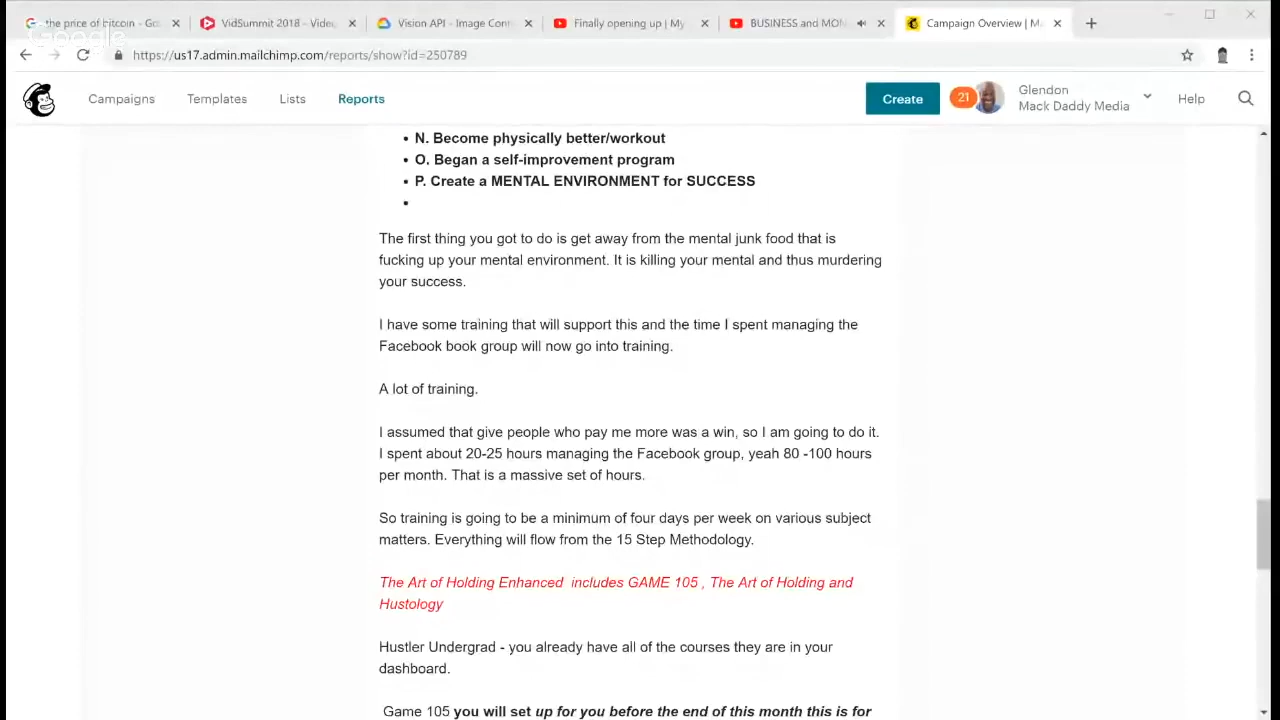 the price of bitcoin - Go
VidSummit 2018 - Video
Vision API - Image Cont
Finally opening up | My
BUSINESS and MON
Campaign Overview | Ma
Google
https://us17.admin.mailchimp.com/reports/show?id=250789
Campaigns
Templates
Lists
Reports
Create
21
Glendon
Mack Daddy Media
Help
• N. Become physically better/workout
• O. Began a self-improvement program
• P. Create a MENTAL ENVIRONMENT for SUCCESS
•
The first thing you got to do is get away from the mental junk food that is
fucking up your mental environment. It is killing your mental and thus murdering
your success.
I have some training that will support this and the time I spent managing the
Facebook book group will now go into training.
A lot of training.
I assumed that give people who pay me more was a win, so I am going to do it.
I spent about 20-25 hours managing the Facebook group, yeah 80 -100 hours
per month. That is a massive set of hours.
So training is going to be a minimum of four days per week on various subject
matters. Everything will flow from the 15 Step Methodology.
The Art of Holding Enhanced  includes GAME 105 , The Art of Holding and
Hustology
Hustler Undergrad - you already have all of the courses they are in your
dashboard.
Game 105 you will set up for you before the end of this month this is for